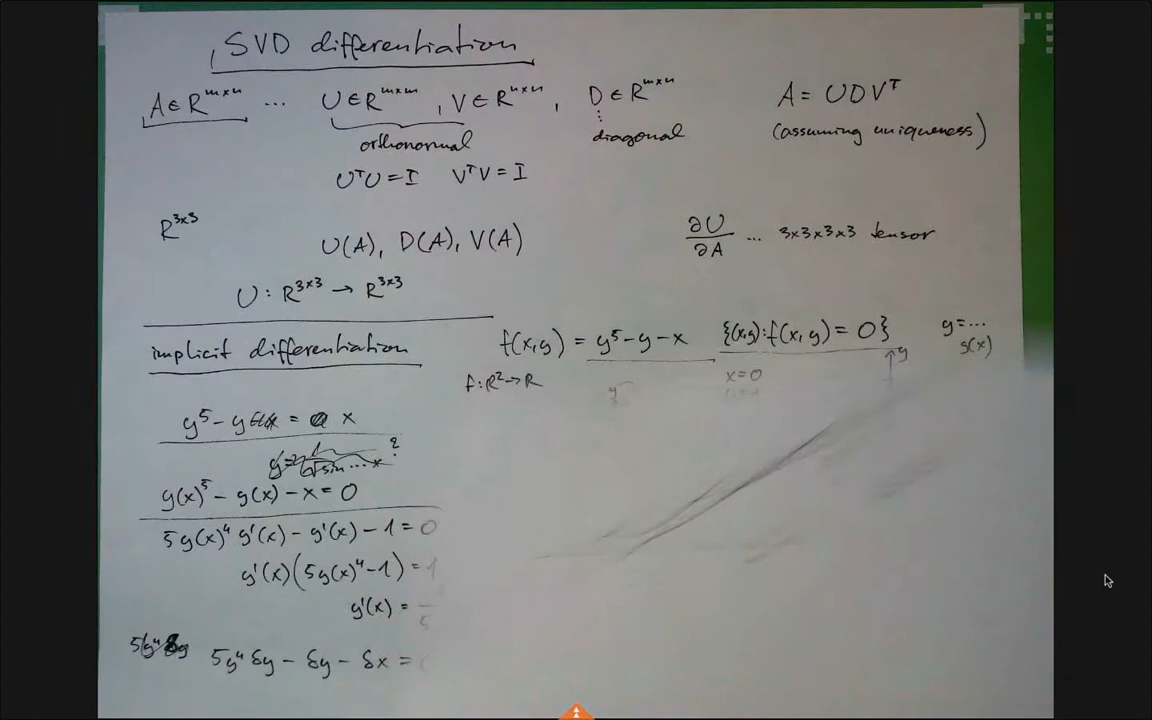 SVD differentiation
A ∈ R^{m×n} ... U ∈ R^{m×m}, V ∈ R^{n×n}, D ∈ R^{m×n} A = UDV^T
orthonormal diagonal (assuming uniqueness)
U^T U = I V^T V = I
R^{3×3}
U(A), D(A), V(A) ∂U/∂A ... 3×3×3×3 tensor
U : R^{3×3} → R^{3×3}
implicit differentiation f(x,y) = y^5 - y - x {(x,y): f(x,y) = 0} y = ...
f: R^2 → R x = 0 y s(x)
y^5 - y = x
y = sin ... x ?
y(x)^5 - y(x) - x = 0
5y(x)^4 y'(x) - y'(x) - 1 = 0
y'(x)(5y(x)^4 - 1) = 1
y'(x) =
5y^4 δy - δy - δx =